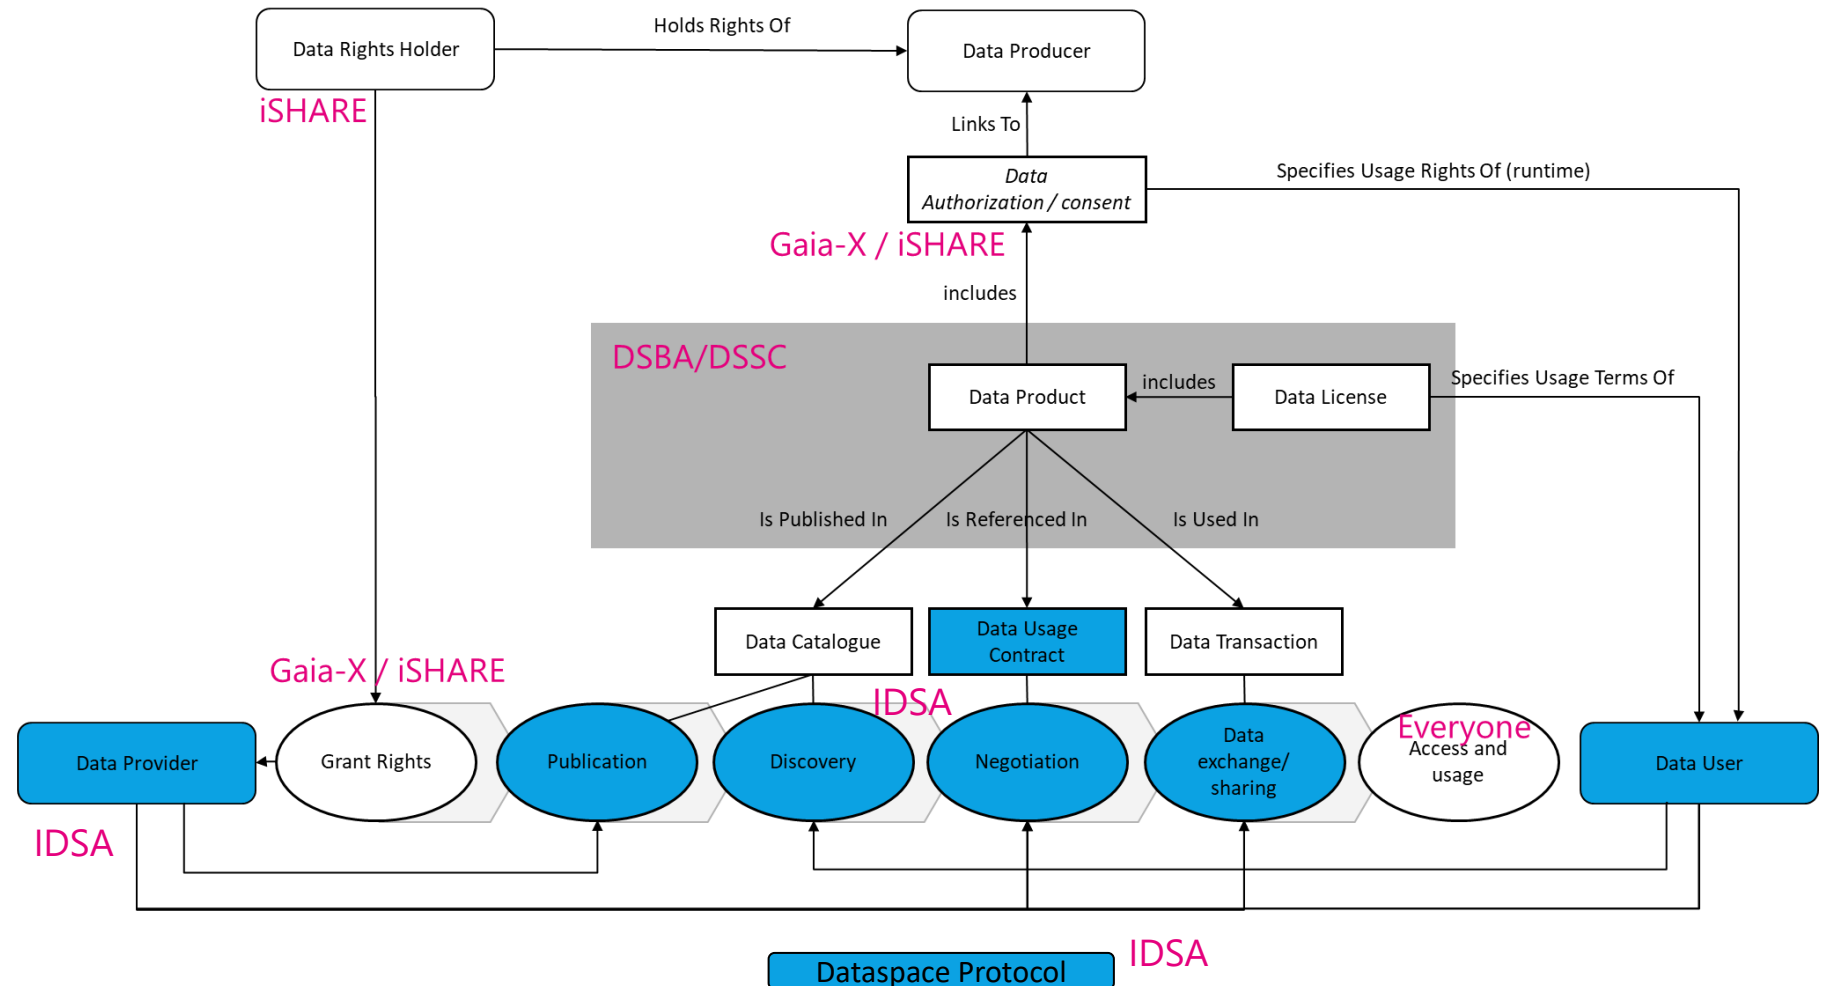 Holds Rights Of
Data Rights Holder
Data Producer
iSHARE
Links To
Data
Authorization / consent
Specifies Usage Rights Of (runtime)
Gaia-X / iSHARE
includes
DSBA/DSSC
Data Product
includes
Data License
Specifies Usage Terms Of
Is Published In
Is Referenced In
Is Used In
Data Catalogue
Data Usage
Contract
Data Transaction
Gaia-X / iSHARE
IDSA
Everyone
Data Provider
Grant Rights
Publication
Discovery
Negotiation
Data
exchange/
sharing
Access and
usage
Data User
IDSA
IDSA
Dataspace Protocol